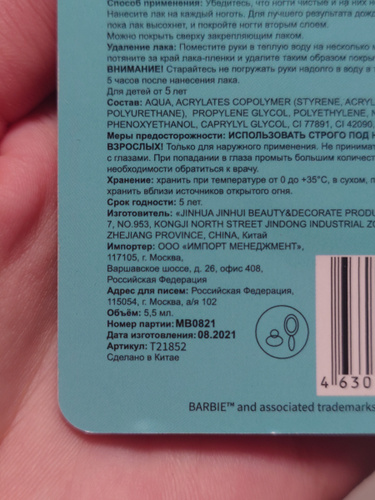 Способ применения: Убедитесь, что ногти чистые и на них н
Нанесите лак на каждый ноготь. Для лучшего результата дожд
пока лак высохнет, и покройте ногти вторым слоем.
Можно покрыть сверху закрепляющим лаком.
Удаление лака: Поместите руки в теплую воду на несколько м
потяните за край лака-пленки и удалите таким образом покры
ВНИМАНИЕ! Старайтесь не погружать руки надолго в воду в т
5 часов после нанесения лака.
Для детей от 5 лет
Состав: AQUA, ACRYLATES COPOLYMER (STYRENE, ACRYL
POLYURETHANE), PROPYLENE GLYCOL, POLYETHYLENE, N
PHENOXYETHANOL, CAPRYLYL GLYCOL, CI 77891, CI 42090.
Меры предосторожности: ИСПОЛЬЗОВАТЬ СТРОГО ПОД Н
ВЗРОСЛЫХ! Только для наружного применения. Не принимат
с глазами. При попадании в глаза промыть большим количест
необходимости обратиться к врачу.
Хранение: хранить при температуре от 0 до +35°С, в сухом, п
хранить вблизи источников открытого огня.
Срок годности: 5 лет.
Изготовитель: «JINHUA JINHUI BEAUTY&DECORATE PRODU
7, NO.953, KONGJI NORTH STREET JINDONG INDUSTRIAL ZO
ZHEJIANG PROVINCE, CHINA, Китай
Импортер: ООО «ИМПОРТ МЕНЕДЖМЕНТ»,
117105, г. Москва,
Варшавское шоссе, д. 26, офис 408,
Российская Федерация
Адрес для писем: Российская Федерация,
115054, г. Москва, а/я 102
Объём: 5,5 мл.
Номер партии: MB0821
Дата изготовления: 08.2021
Артикул: T21852
Сделано в Китае
4 630
BARBIE™ and associated trademarks